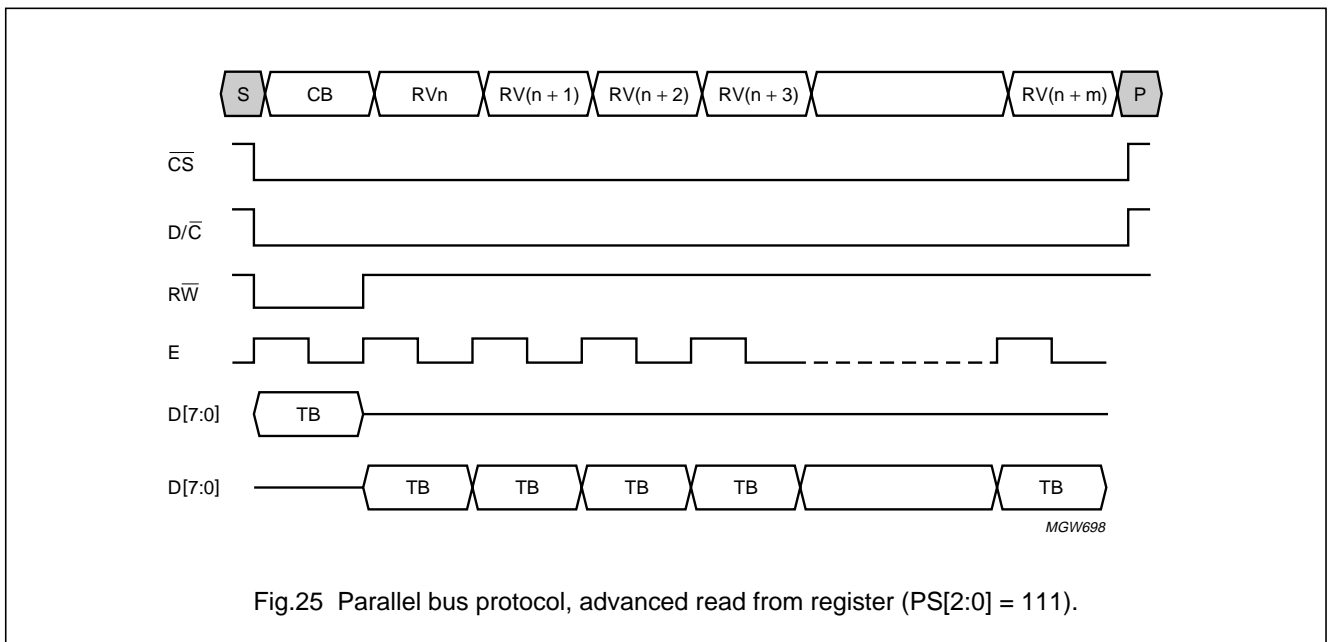 S CB RVn RV(n + 1) RV(n + 2) RV(n + 3) RV(n + m) P
C̅S̅
D/C̅
RW̅
E
D[7:0] TB
D[7:0] TB TB TB TB TB
MGW698
Fig.25 Parallel bus protocol, advanced read from register (PS[2:0] = 111).